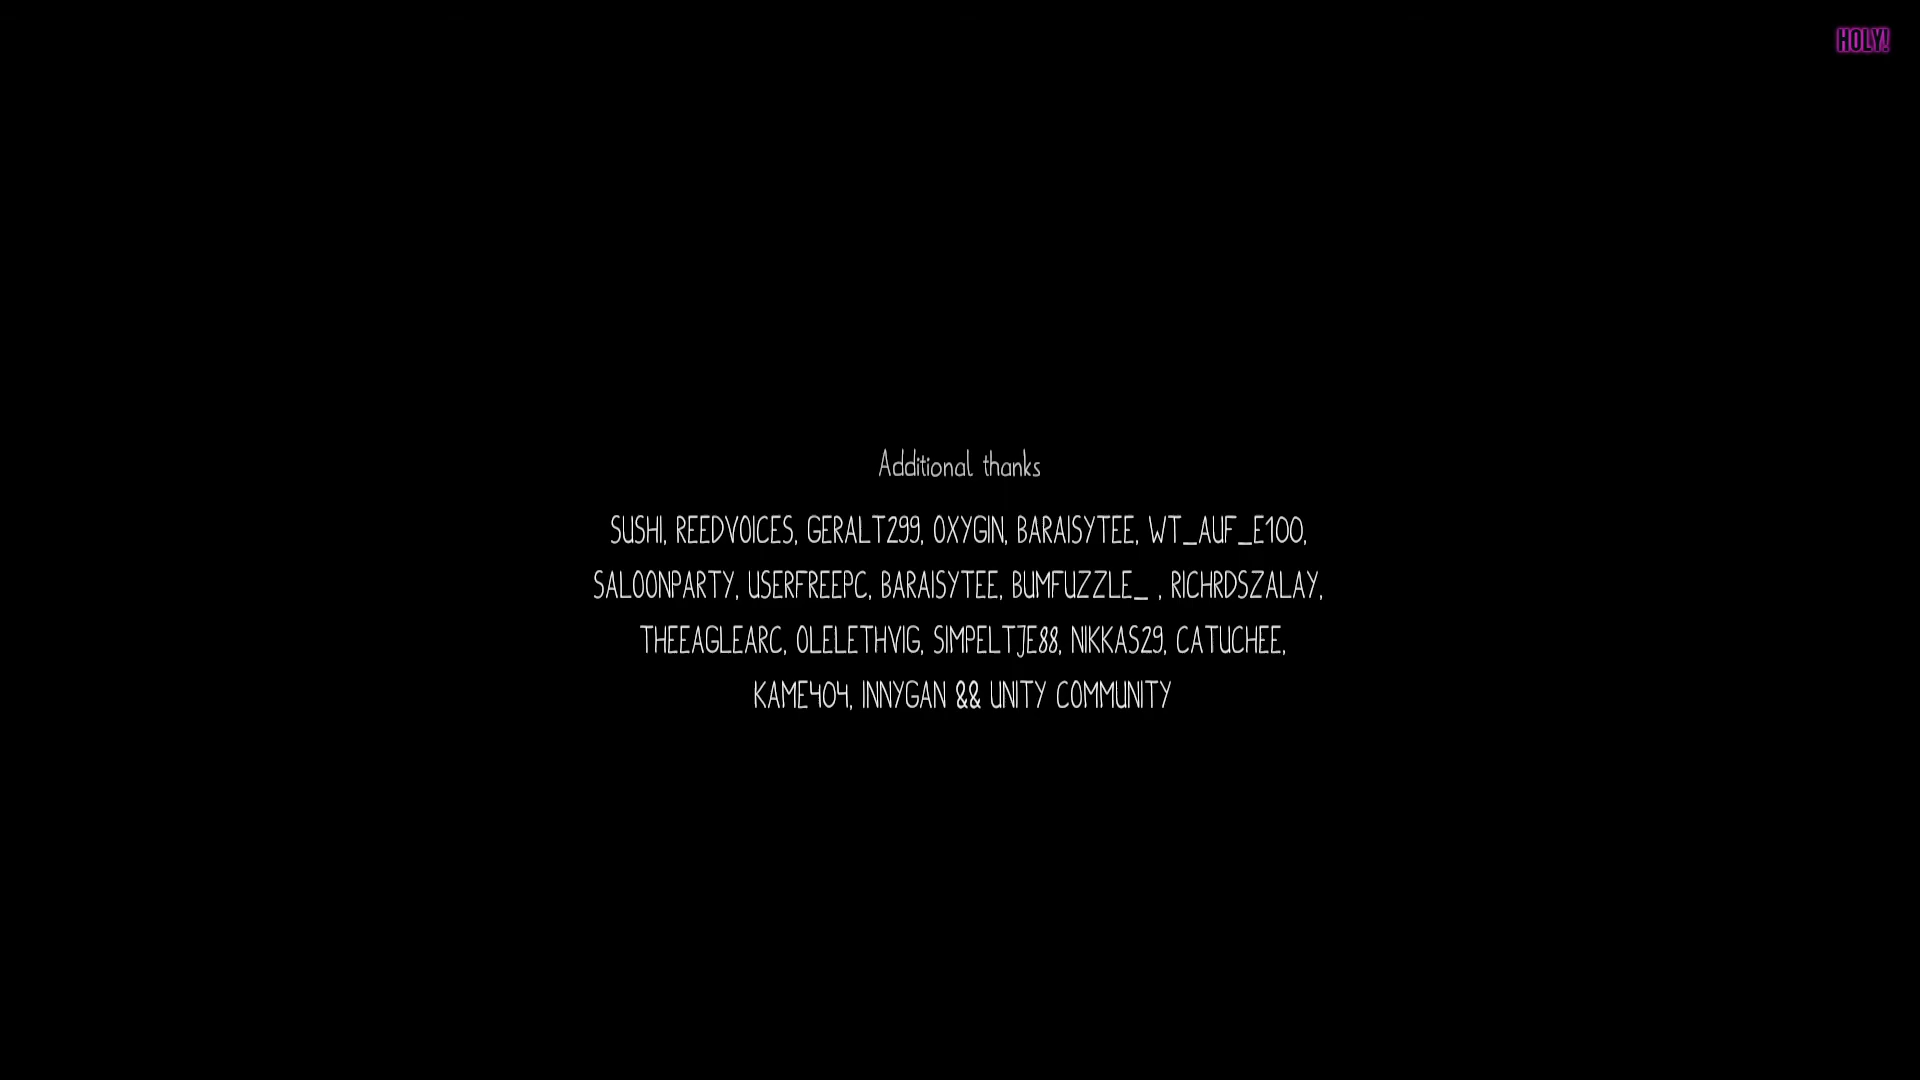 HOLY!
Additional thanks
SUSHI, REEDVOICES, GERALT299, OXYGIN, BARAISYTEE, WT_AUF_E100,
SALOONPARTY, USERFREEPC, BARAISYTEE, BUMFUZZLE_ , RICHRDSZALAY,
THEEAGLEARC, OLELETHVIG, SIMPELTJE88, NIKKAS29, CATUCHEE,
KAME404, INNYGAN && UNITY COMMUNITY